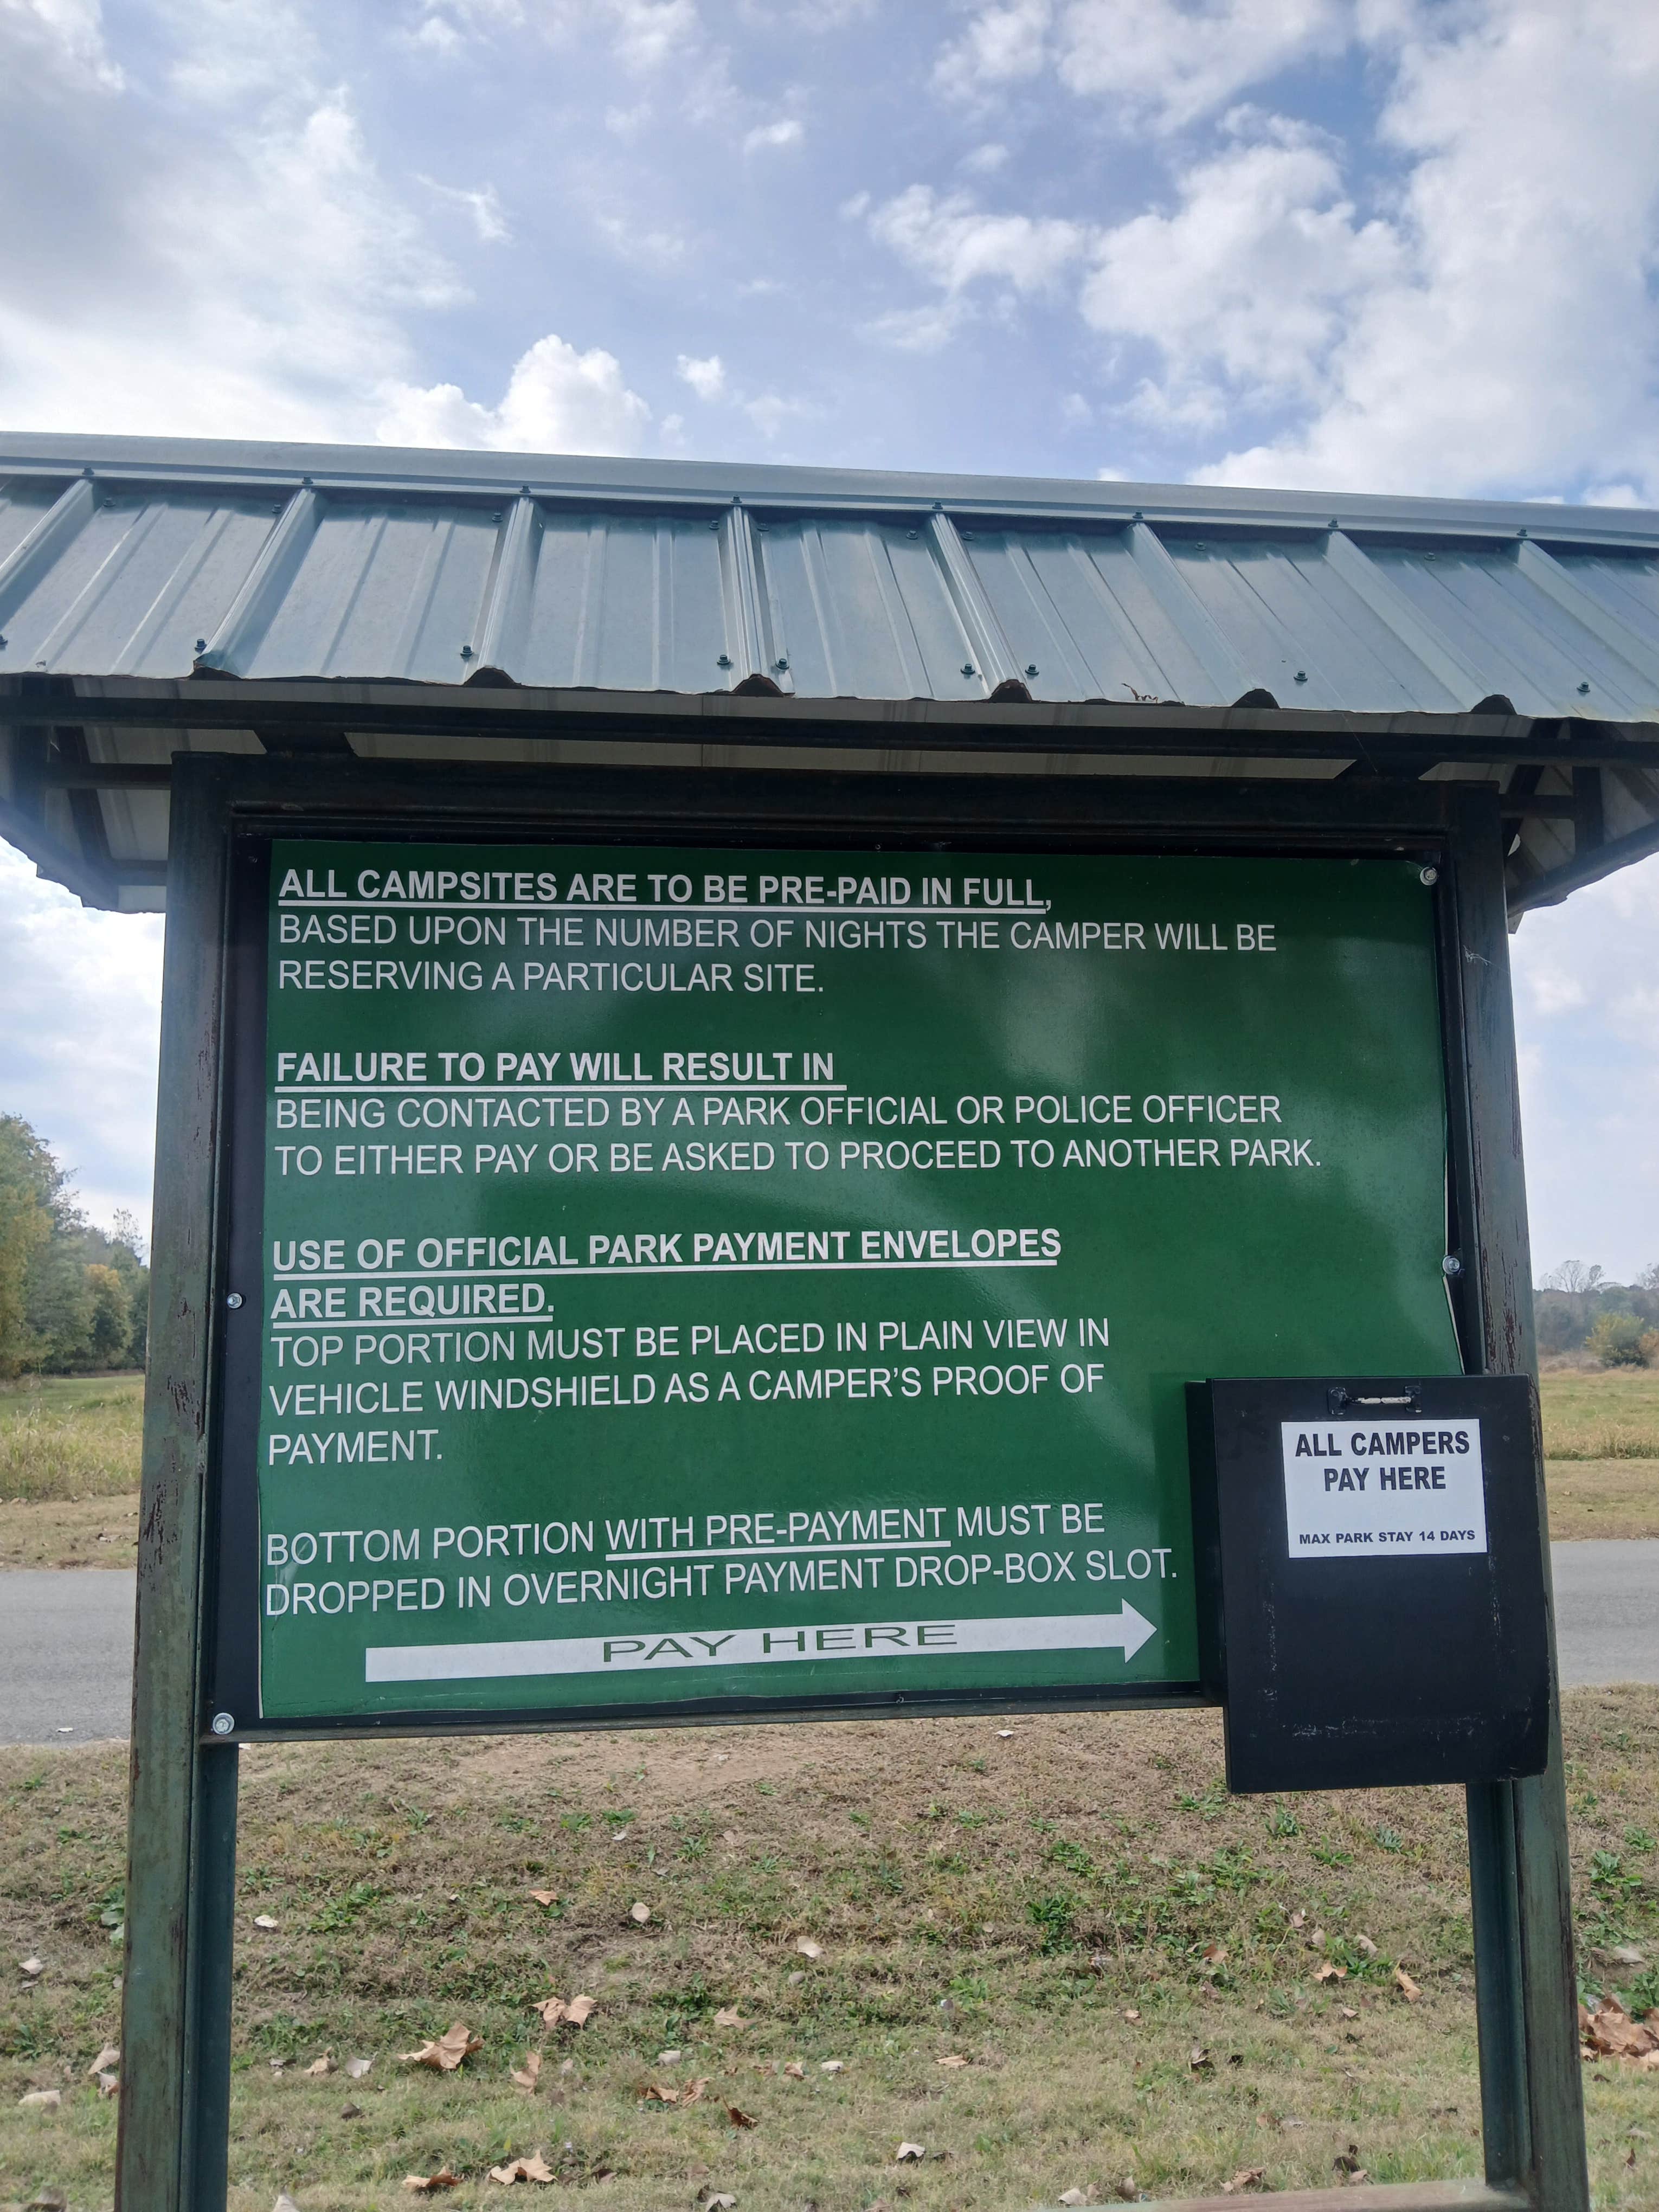 ALL CAMPSITES ARE TO BE PRE-PAID IN FULL,
BASED UPON THE NUMBER OF NIGHTS THE CAMPER WILL BE
RESERVING A PARTICULAR SITE.
FAILURE TO PAY WILL RESULT IN
BEING CONTACTED BY A PARK OFFICIAL OR POLICE OFFICER
TO EITHER PAY OR BE ASKED TO PROCEED TO ANOTHER PARK.
USE OF OFFICIAL PARK PAYMENT ENVELOPES
ARE REQUIRED.
TOP PORTION MUST BE PLACED IN PLAIN VIEW IN
VEHICLE WINDSHIELD AS A CAMPER'S PROOF OF
PAYMENT.
BOTTOM PORTION WITH PRE-PAYMENT MUST BE
DROPPED IN OVERNIGHT PAYMENT DROP-BOX SLOT.
PAY HERE
ALL CAMPERS
PAY HERE
MAX PARK STAY 14 DAYS